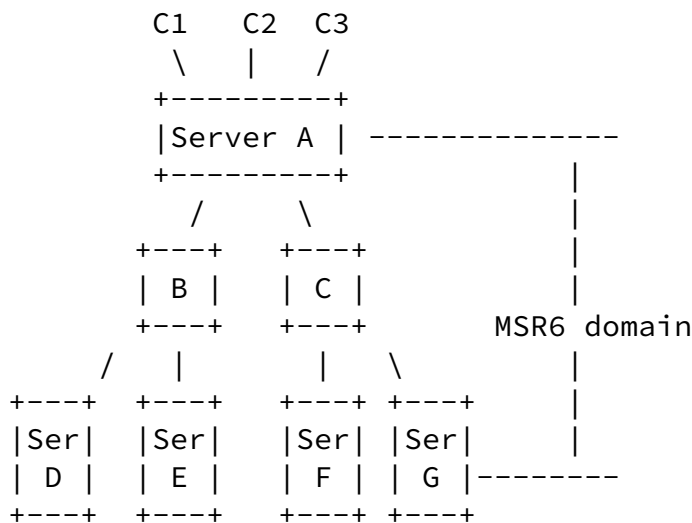 C1 C2 C3
Server A
B C
MSR6 domain
Ser Ser Ser Ser
D E F G